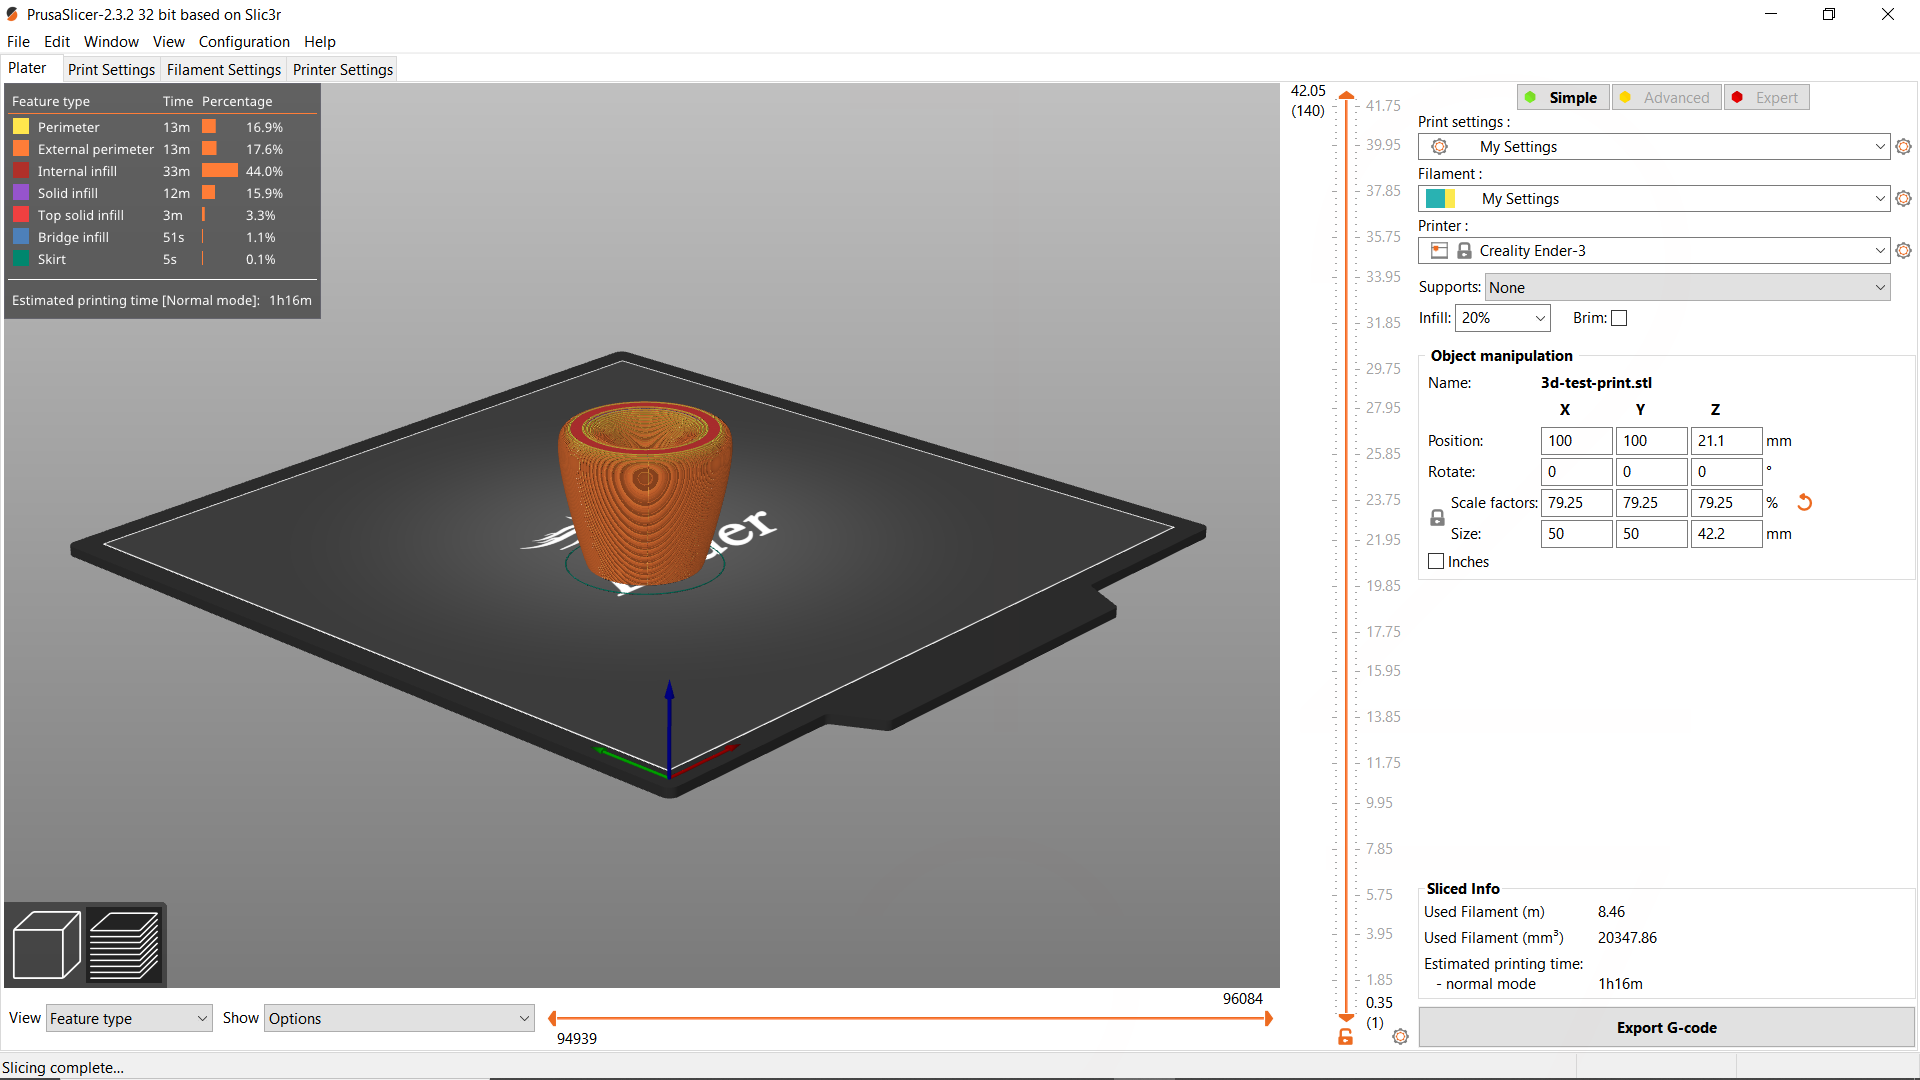 PrusaSlicer-2.3.2 32 bit based on Slic3r
File Edit Window View Configuration Help
Plater Print Settings Filament Settings Printer Settings
Feature type Time Percentage
Perimeter 13m 16.9%
External perimeter 13m 17.6%
Internal infill 33m 44.0%
Solid infill 12m 15.9%
Top solid infill 3m 3.3%
Bridge infill 51s 1.1%
Skirt 5s 0.1%
Estimated printing time [Normal mode]: 1h16m
42.05
(140)
41.75
39.95
37.85
35.75
33.95
31.85
29.75
27.95
25.85
23.75
21.95
19.85
17.75
15.95
13.85
11.75
9.95
7.85
5.75
3.95
1.85
0.35
(1)
Simple Advanced Expert
Print settings :
My Settings
Filament :
My Settings
Printer :
Creality Ender-3
Supports: None
Infill: 20% Brim:
Object manipulation
Name: 3d-test-print.stl
X Y Z
Position: 100 100 21.1 mm
Rotate: 0 0 0 °
Scale factors: 79.25 79.25 79.25 %
Size: 50 50 42.2 mm
Inches
Sliced Info
Used Filament (m) 8.46
Used Filament (mm³) 20347.86
Estimated printing time:
- normal mode 1h16m
Export G-code
96084
View Feature type Show Options
94939
Slicing complete...